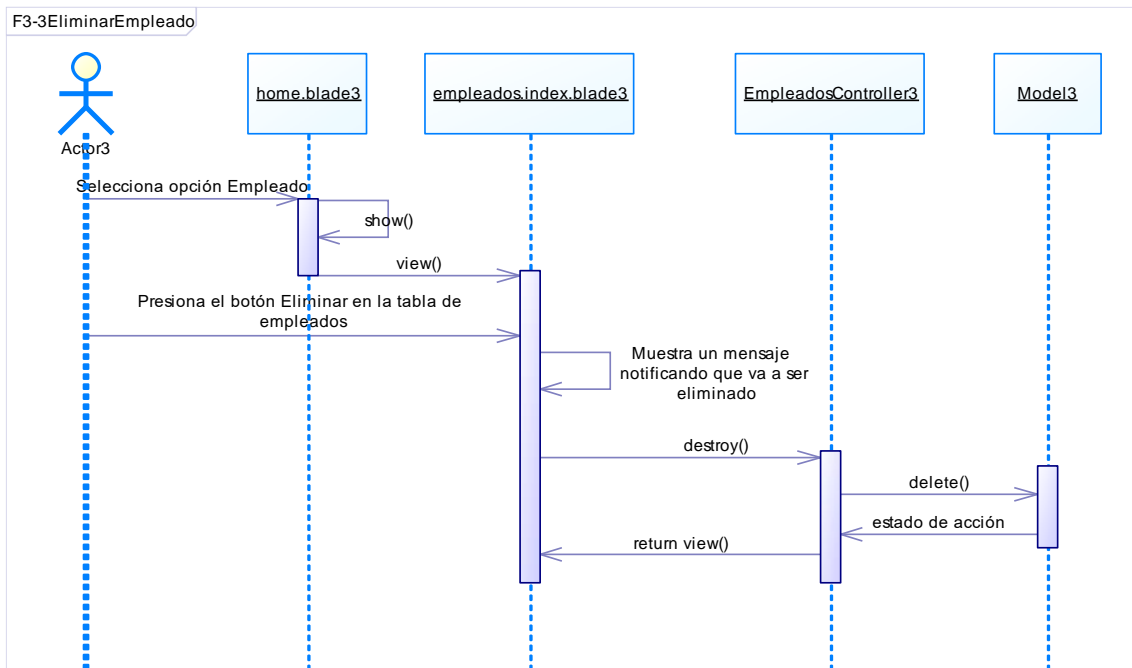 F3-3EliminarEmpleado
home.blade3
empleados.index.blade3
EmpleadosController3
Model3
Actor3
Selecciona opción Empleado
show()
view()
Presiona el botón Eliminar en la tabla de
empleados
Muestra un mensaje
notificando que va a ser
eliminado
destroy()
delete()
estado de acción
return view()